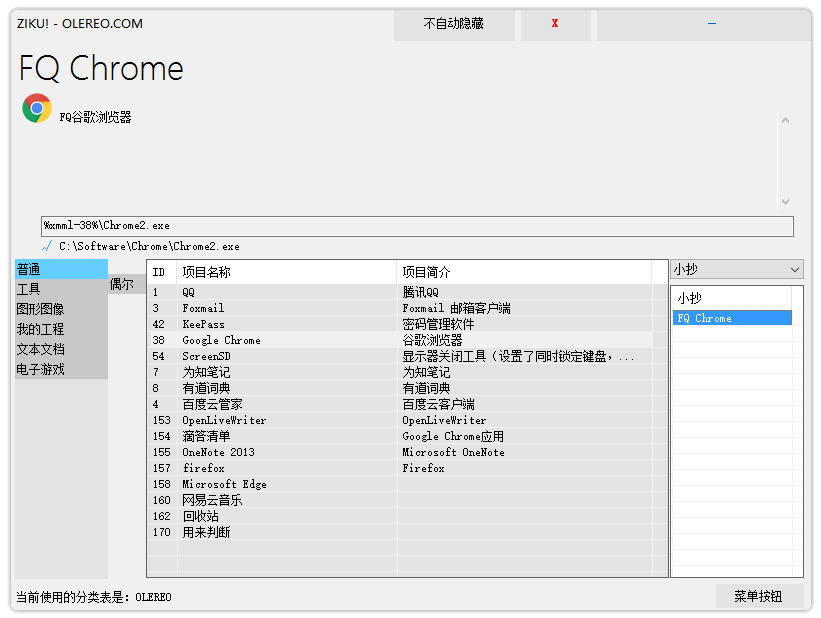 ZIKU! - OLEREO.COM
不自动隐藏
X
FQ Chrome
FQ谷歌浏览器
%xmml-38%\Chrome2.exe
C:\Software\Chrome\Chrome2.exe
普通
工具
图形图像
我的工程
文本文档
电子游戏
偶尔
ID 项目名称 项目简介
1 QQ 腾讯QQ
3 Foxmail Foxmail 邮箱客户端
42 KeePass 密码管理软件
38 Google Chrome 谷歌浏览器
54 ScreenSD 显示器关闭工具（设置了同时锁定键盘，...
7 为知笔记 为知笔记
8 有道词典 有道词典
4 百度云管家 百度云客户端
153 OpenLiveWriter OpenLiveWriter
154 滴答清单 Google Chrome应用
155 OneNote 2013 Microsoft OneNote
157 firefox Firefox
158 Microsoft Edge
160 网易云音乐
162 回收站
170 用来判断
小抄
小抄
FQ Chrome
当前使用的分类表是：OLEREO
菜单按钮